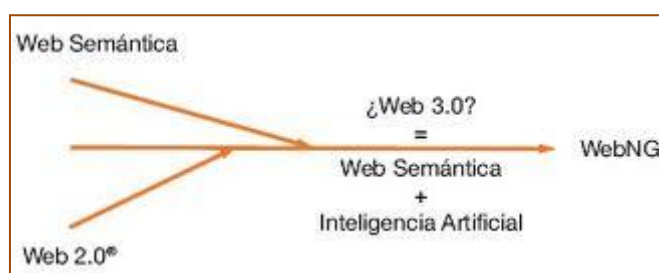 Web Semántica
¿Web 3.0?
=
WebNG
Web Semántica
+
Inteligencia Artificial
Web 2.0®